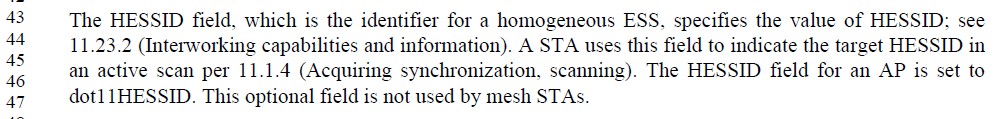 43 The HESSID field, which is the identifier for a homogeneous ESS, specifies the value of HESSID; see
44 11.23.2 (Interworking capabilities and information). A STA uses this field to indicate the target HESSID in
45
46 an active scan per 11.1.4 (Acquiring synchronization, scanning). The HESSID field for an AP is set to
47 dot11HESSID. This optional field is not used by mesh STAs.